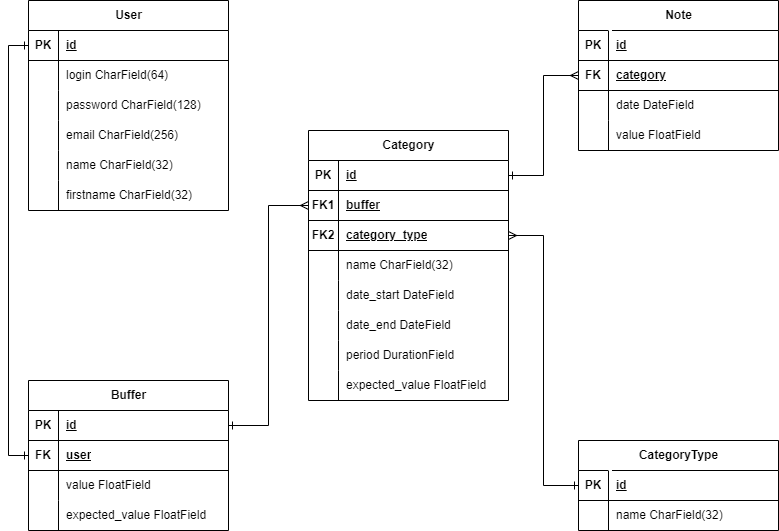 User
PK id
login CharField(64)
password CharField(128)
email CharField(256)
name CharField(32)
firstname CharField(32)
Note
PK id
FK category
date DateField
value FloatField
Category
PK id
FK1 buffer
FK2 category_type
name CharField(32)
date_start DateField
date_end DateField
period DurationField
expected_value FloatField
Buffer
PK id
FK user
value FloatField
expected_value FloatField
CategoryType
PK id
name CharField(32)